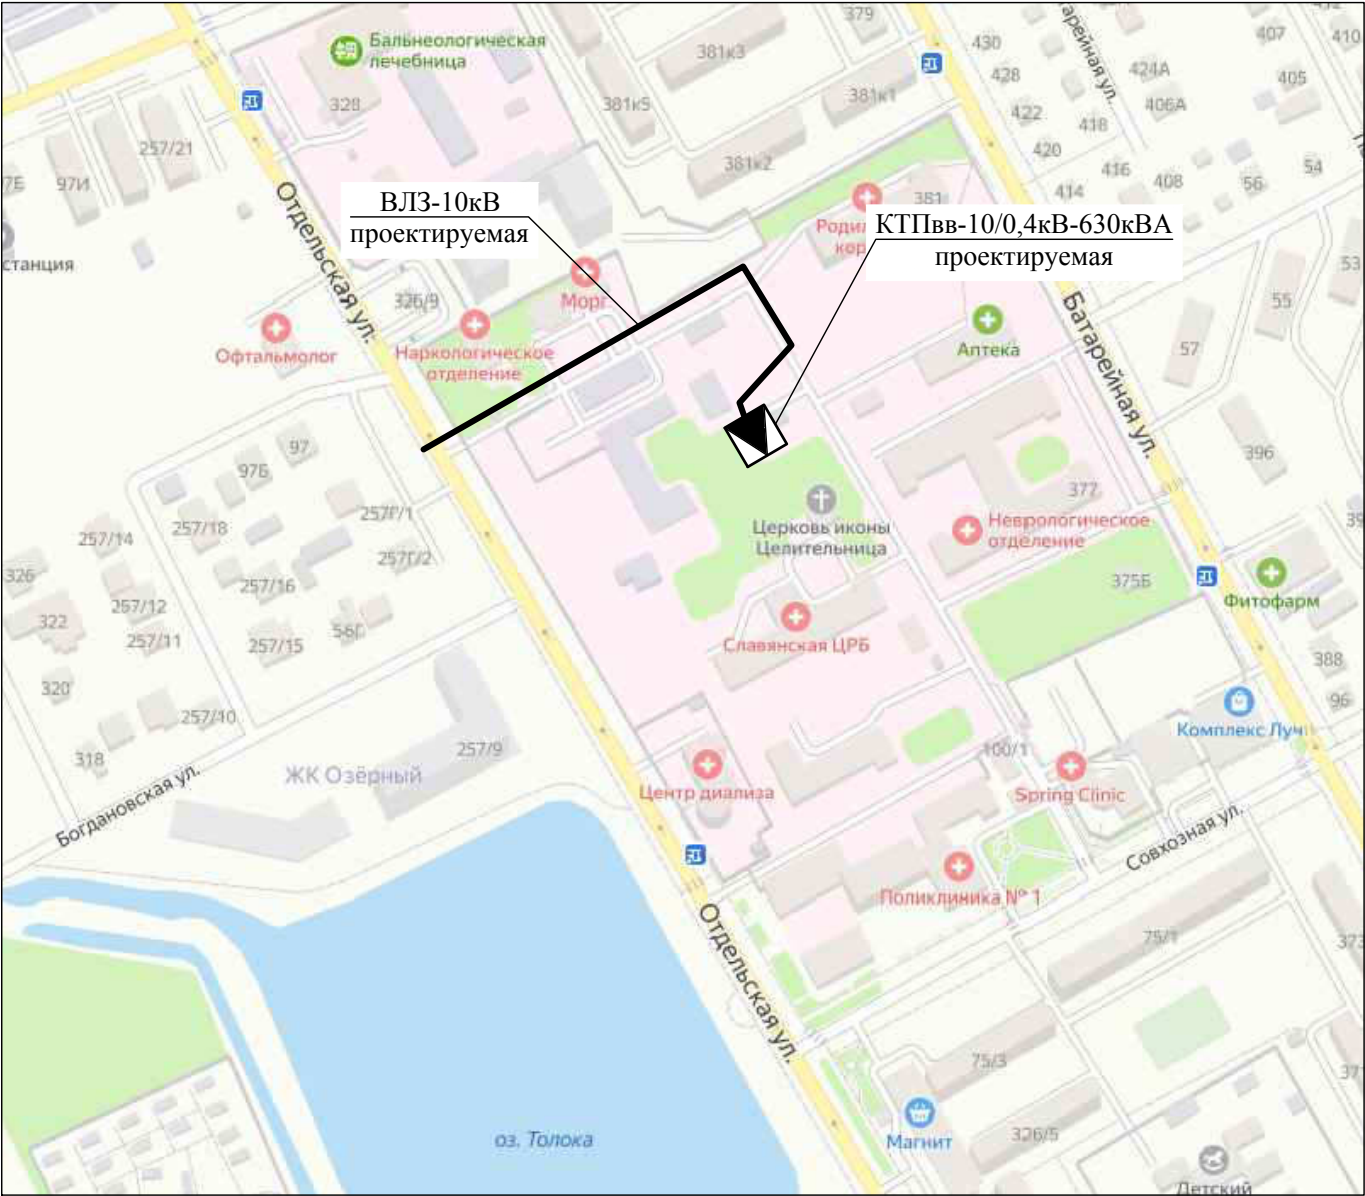 379
430
407
410
Бальнеологическая
лечебница
381к3
424А
405
428
328
381к5
381к1
406А
422
418
257/21
420
381к2
54
416
97И
408
56
414
Отдельская ул.
381
ВЛЗ-10кВ
проектируемая
КТПвв-10/0,4кВ-630кВА
проектируемая
станция
53
Морг
326/9
55
Батарейная ул.
Офтальмолог
Наркологическое
отделение
Аптека
57
97
97Б
396
377
257Г/1
257/18
257/14
Церковь иконы
Целительница
Неврологическое
отделение
257Г/2
326
257/16
375Б
257/12
Фитофарм
322
56Г
257/11
257/15
Славянская ЦРБ
388
320
96
257/10
Комплекс Луч
257/9
100/1
318
ЖК Озёрный
Центр диализа
Spring Clinic
Богдановская ул.
Совхозная ул.
Поликлиника № 1
Отдельская ул.
75/1
373
75/3
Магнит
326/5
оз. Толока
Детский